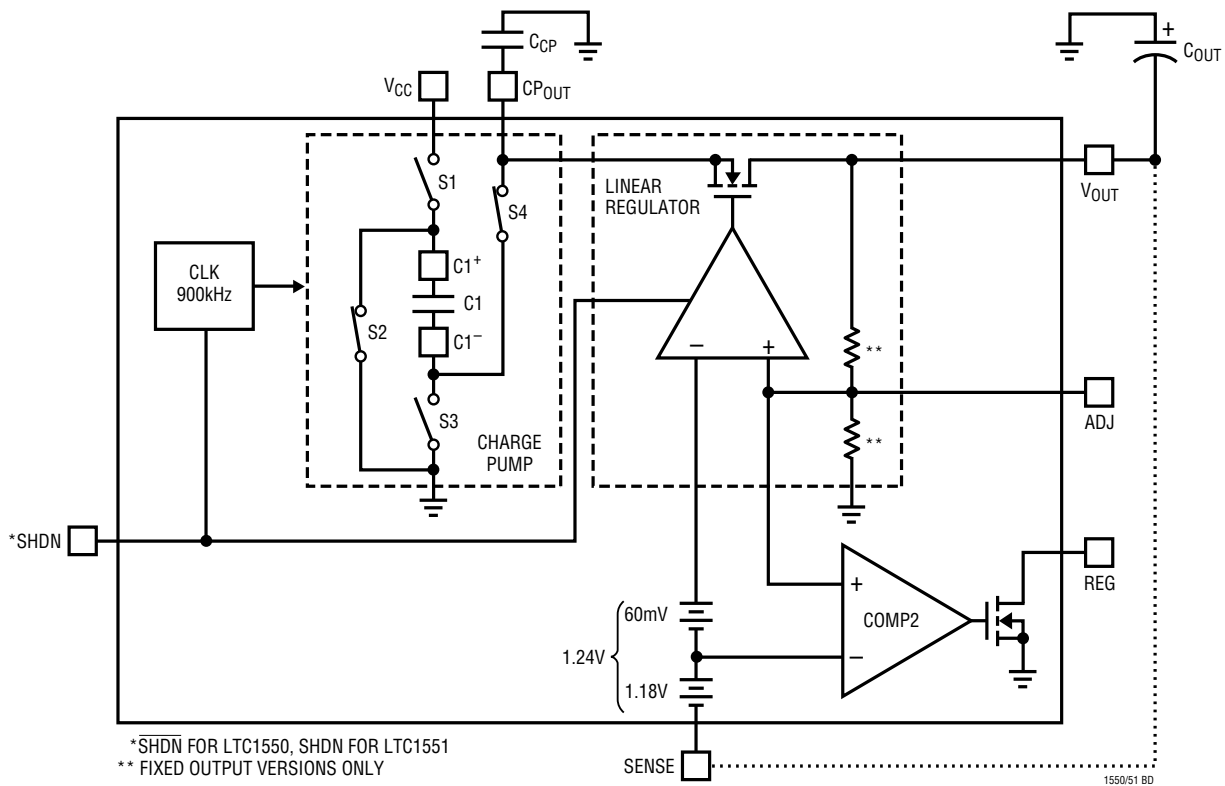 C_CP
+
C_OUT
V_CC
CP_OUT
S1
S4
LINEAR
REGULATOR
V_OUT
CLK
900kHz
C1⁺
C1
C1⁻
S2
S3
CHARGE
PUMP
− +
**
**
ADJ
*SHDN
REG
+
COMP2
−
60mV
1.24V
1.18V
SENSE
*S̅H̅D̅N̅ FOR LTC1550, SHDN FOR LTC1551
** FIXED OUTPUT VERSIONS ONLY
1550/51 BD